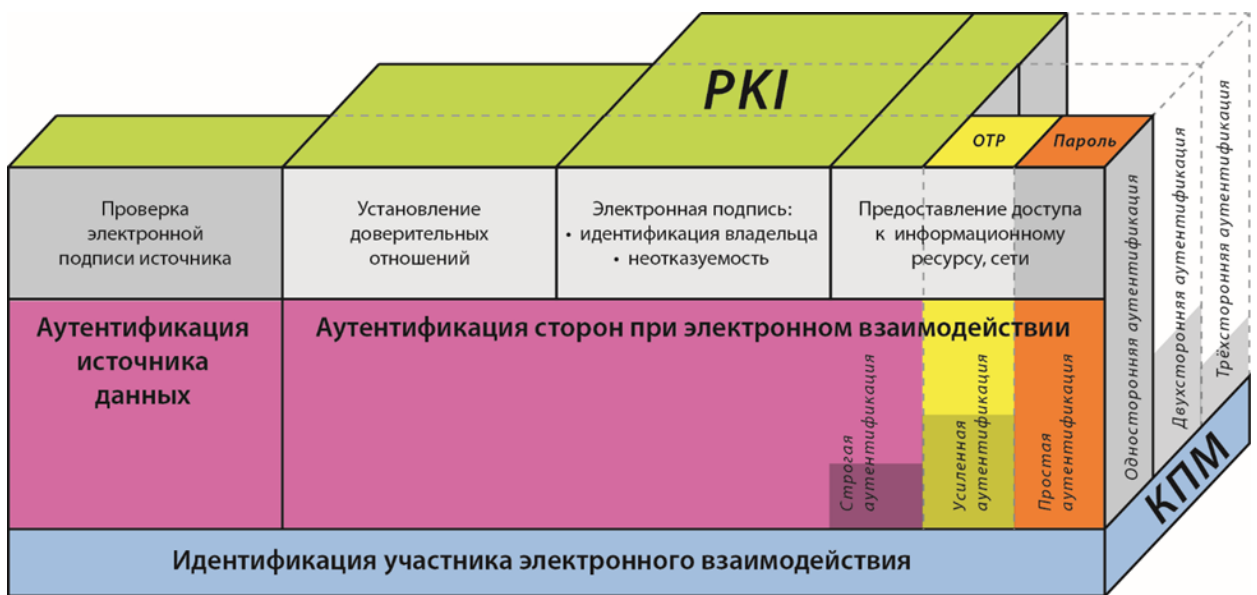 PKI
OTP
Пароль
Проверка
электронной
подписи источника
Установление
доверительных
отношений
Электронная подпись:
• идентификация владельца
• неотказуемость
Предоставление доступа
к информационному
ресурсу, сети
Аутентификация
источника
данных
Аутентификация сторон при электронном взаимодействии
Строгая
аутентификация
Усиленная
аутентификация
Простая
аутентификация
Односторонняя аутентификация
Двухсторонняя аутентификация
Трёхсторонняя аутентификация
КПМ
Идентификация участника электронного взаимодействия